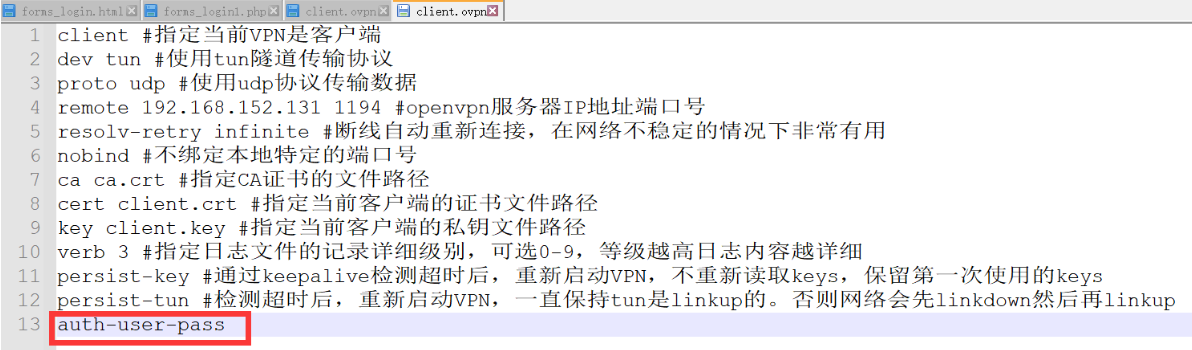 forms_login.html forms_login1.php client.ovpn client.ovpn
1 client #指定当前VPN是客户端
2 dev tun #使用tun隧道传输协议
3 proto udp #使用udp协议传输数据
4 remote 192.168.152.131 1194 #openvpn服务器IP地址端口号
5 resolv-retry infinite #断线自动重新连接，在网络不稳定的情况下非常有用
6 nobind #不绑定本地特定的端口号
7 ca ca.crt #指定CA证书的文件路径
8 cert client.crt #指定当前客户端的证书文件路径
9 key client.key #指定当前客户端的私钥文件路径
10 verb 3 #指定日志文件的记录详细级别，可选0-9，等级越高日志内容越详细
11 persist-key #通过keepalive检测超时后，重新启动VPN，不重新读取keys，保留第一次使用的keys
12 persist-tun #检测超时后，重新启动VPN，一直保持tun是linkup的。否则网络会先linkdown然后再linkup
13 auth-user-pass